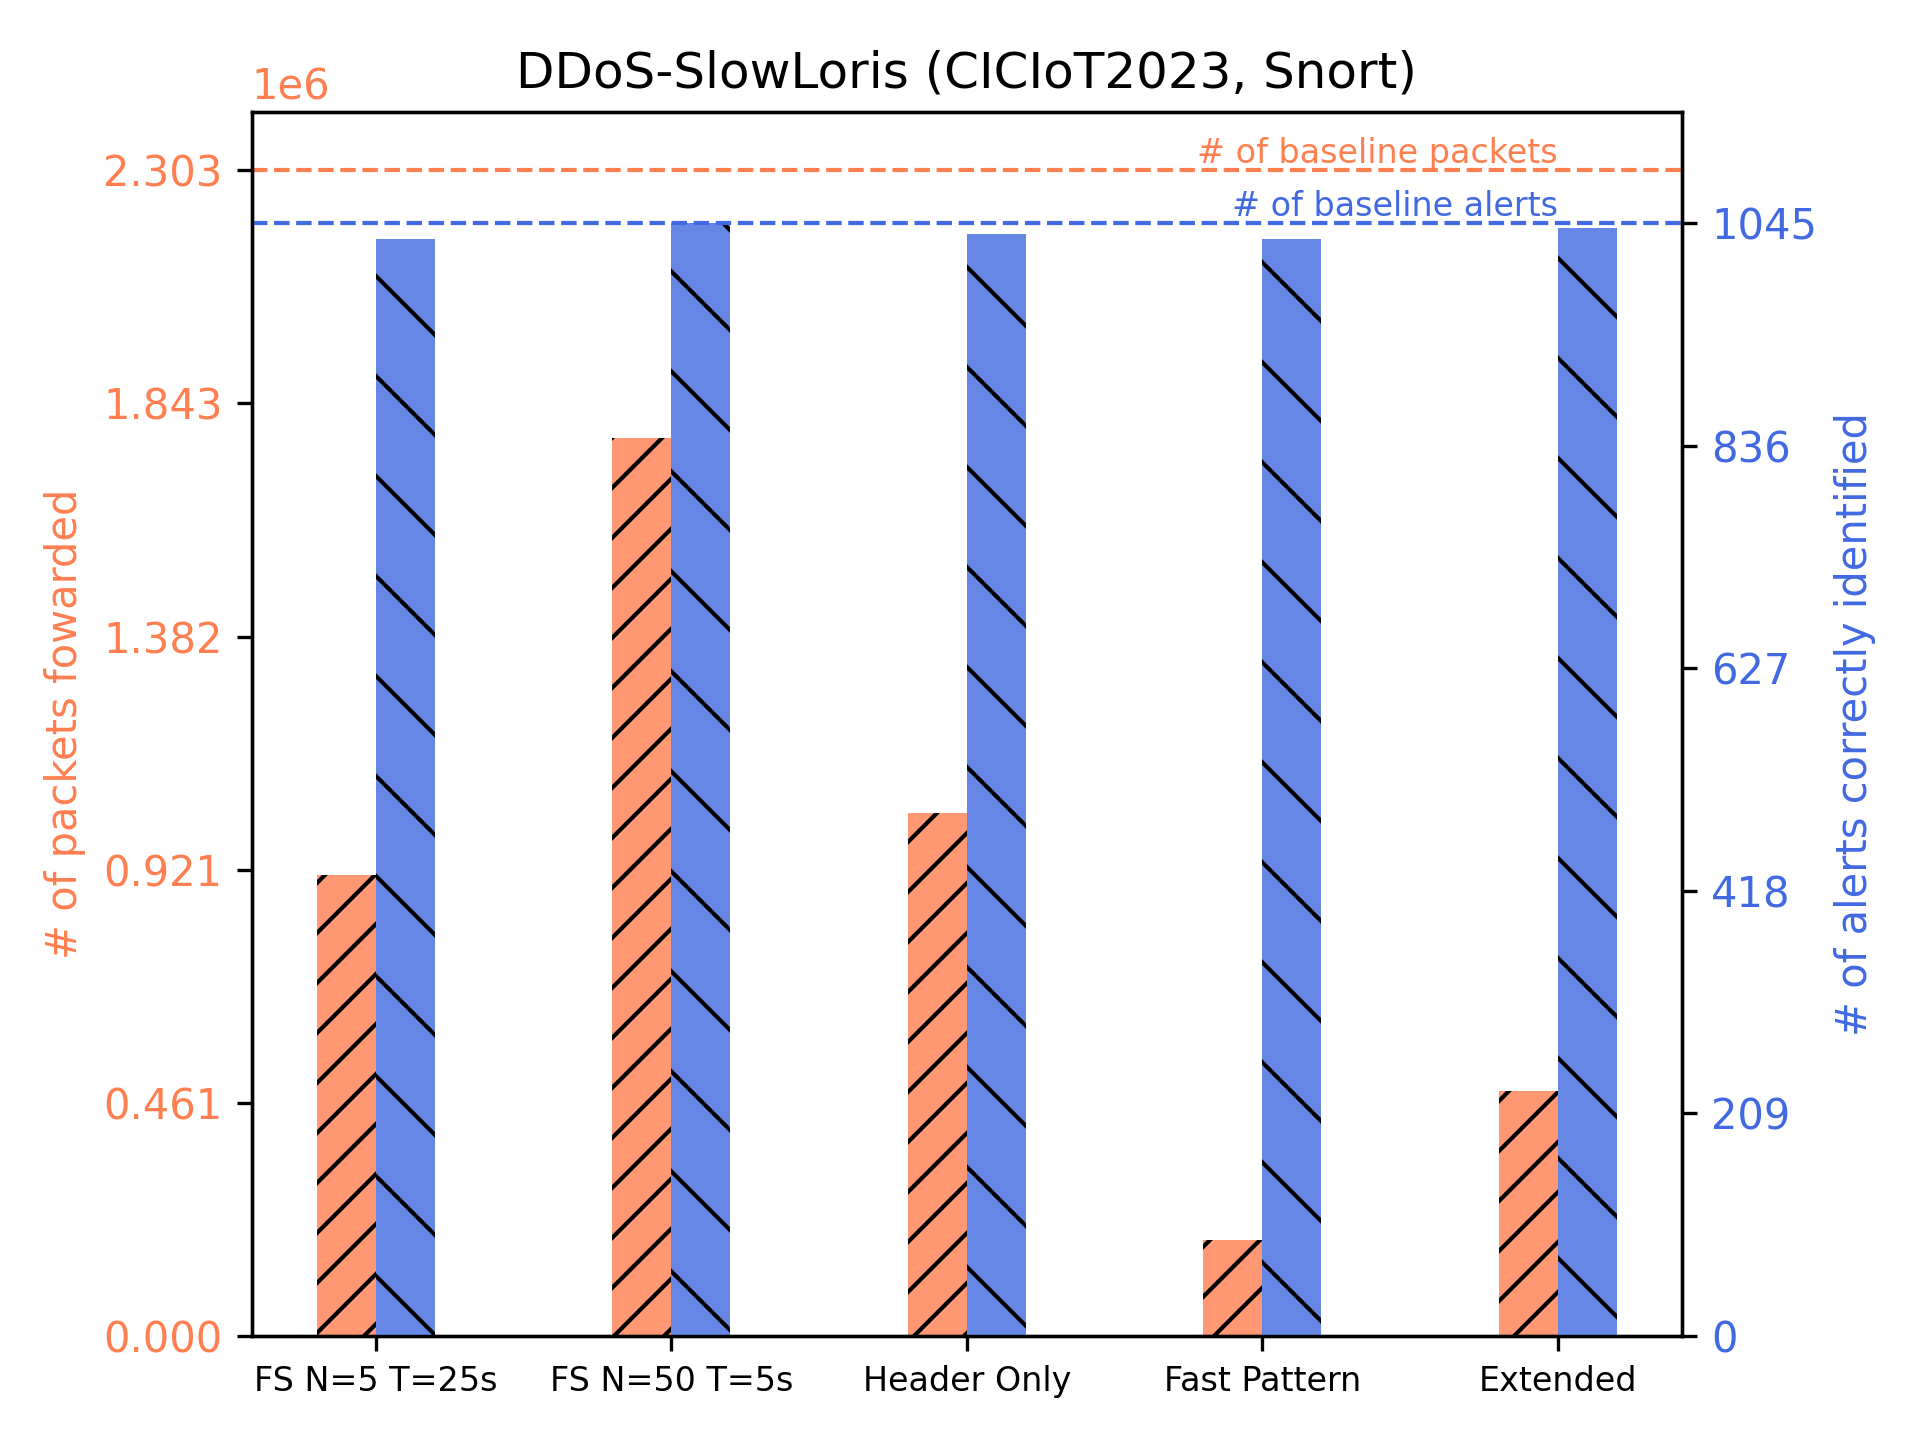 DDoS-SlowLoris (CICIoT2023, Snort)
1e6
# of baseline packets
# of baseline alerts
2.303
1.843
1.382
0.921
0.461
0.000
# of packets fowarded
1045
836
627
418
209
0
# of alerts correctly identified
FS N=5 T=25s
FS N=50 T=5s
Header Only
Fast Pattern
Extended